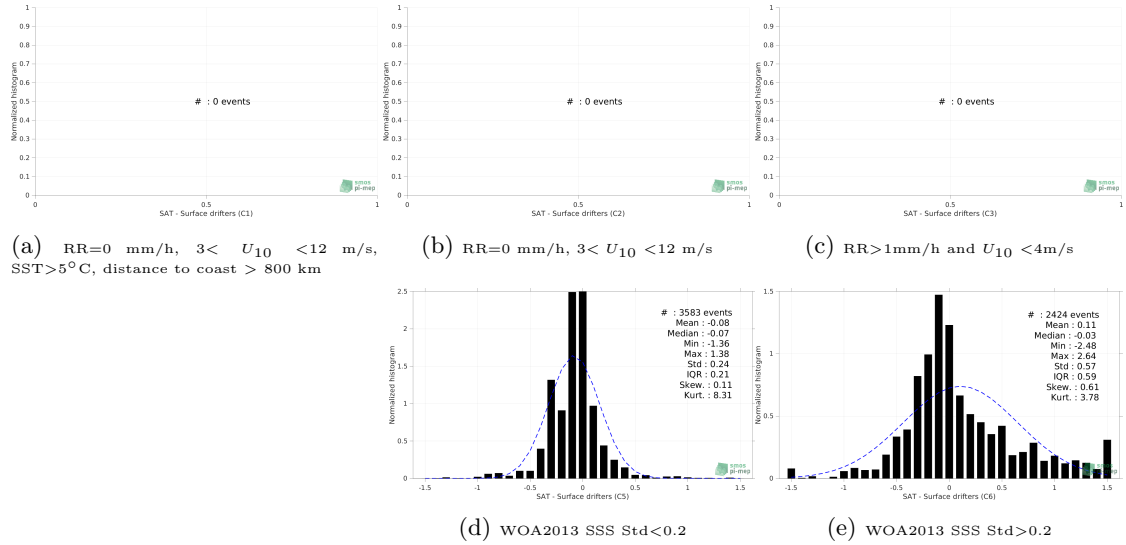 1
0.9
0.8
0.7
0.6
0.5
0.4
0.3
0.2
0.1
0
Normalized histogram
# : 0 events
smos
pi-mep
0 0.5 1
SAT - Surface drifters (C1)
1
0.9
0.8
0.7
0.6
0.5
0.4
0.3
0.2
0.1
0
Normalized histogram
# : 0 events
smos
pi-mep
0 0.5 1
SAT - Surface drifters (C2)
1
0.9
0.8
0.7
0.6
0.5
0.4
0.3
0.2
0.1
0
Normalized histogram
# : 0 events
smos
pi-mep
0 0.5 1
SAT - Surface drifters (C3)
(a) RR=0 mm/h, 3< U10 <12 m/s,
SST>5°C, distance to coast > 800 km
(b) RR=0 mm/h, 3< U10 <12 m/s
(c) RR>1mm/h and U10 <4m/s
2.5
2
1.5
1
0.5
0
Normalized histogram
# : 3583 events
Mean : -0.08
Median : -0.07
Min : -1.36
Max : 1.38
Std : 0.24
IQR : 0.21
Skew. : 0.11
Kurt. : 8.31
smos
pi-mep
-1.5 -1 -0.5 0 0.5 1 1.5
SAT - Surface drifters (C5)
1.5
1
0.5
0
Normalized histogram
# : 2424 events
Mean : 0.11
Median : -0.03
Min : -2.48
Max : 2.64
Std : 0.57
IQR : 0.59
Skew. : 0.61
Kurt. : 3.78
smos
pi-mep
-1.5 -1 -0.5 0 0.5 1 1.5
SAT - Surface drifters (C6)
(d) WOA2013 SSS Std<0.2
(e) WOA2013 SSS Std>0.2